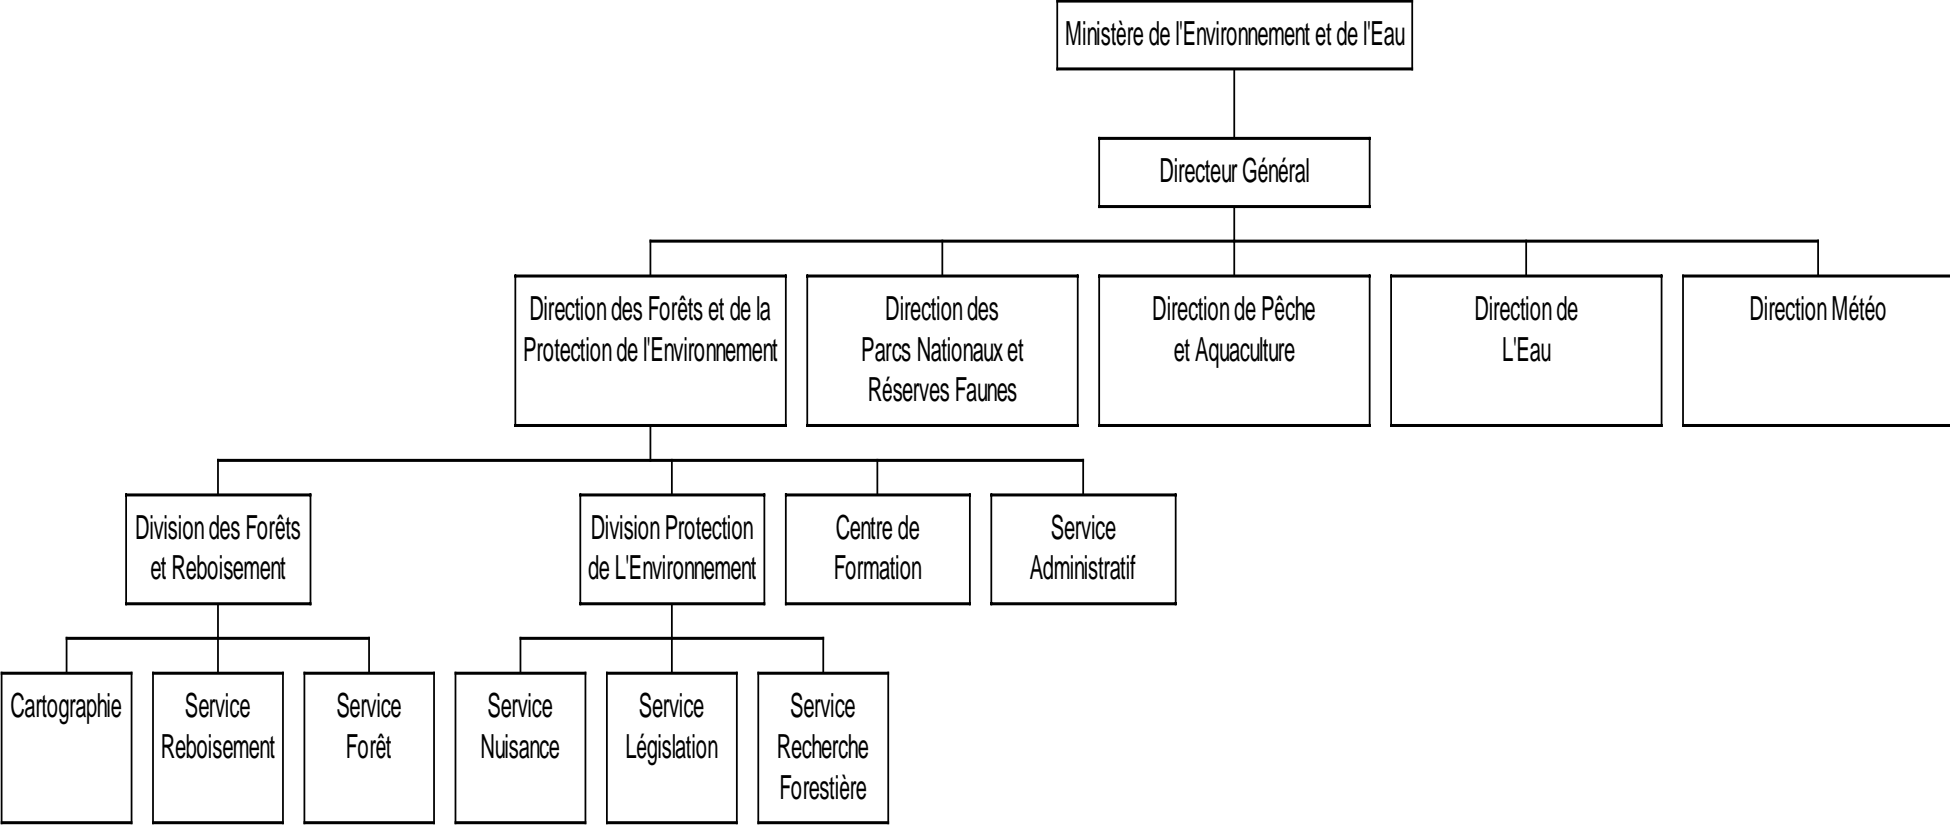 Ministère de l'Environnement et de l'Eau
Directeur Général
Direction des Forêts et de la
Protection de l'Environnement
Direction des
Parcs Nationaux et
Réserves Faunes
Direction de Pêche
et Aquaculture
Direction de
L'Eau
Direction Météo
Division des Forêts
et Reboisement
Division Protection
de L'Environnement
Centre de
Formation
Service
Administratif
Cartographie
Service
Reboisement
Service
Forêt
Service
Nuisance
Service
Législation
Service
Recherche
Forestière